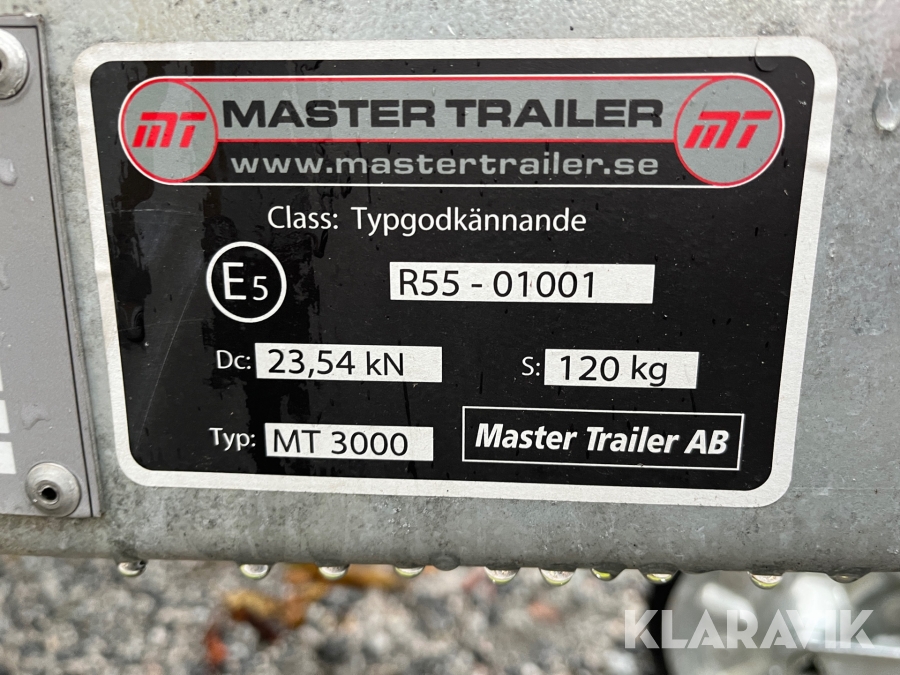 MT MASTER TRAILER MT
www.mastertrailer.se
Class: Typgodkännande
E5 R55 - 01001
Dc: 23,54 kN S: 120 kg
Typ: MT 3000 Master Trailer AB
KLARAVIK